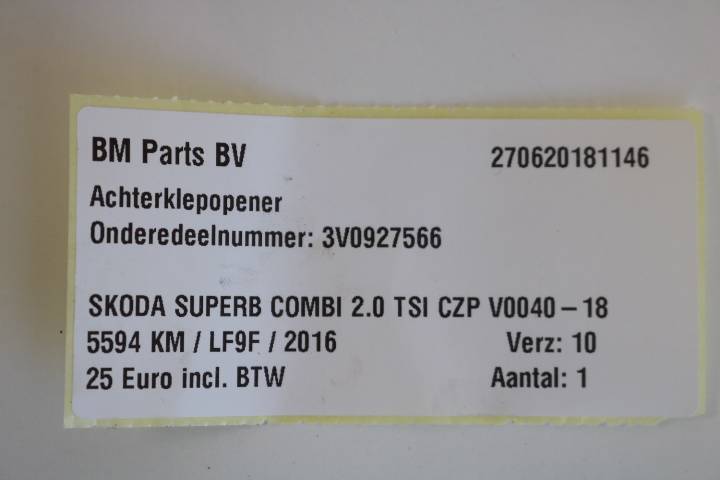 BM Parts BV 270620181146
Achterklepopener
Onderedeelnummer: 3V0927566
SKODA SUPERB COMBI 2.0 TSI CZP V0040-18
5594 KM / LF9F / 2016 Verz: 10
25 Euro incl. BTW Aantal: 1